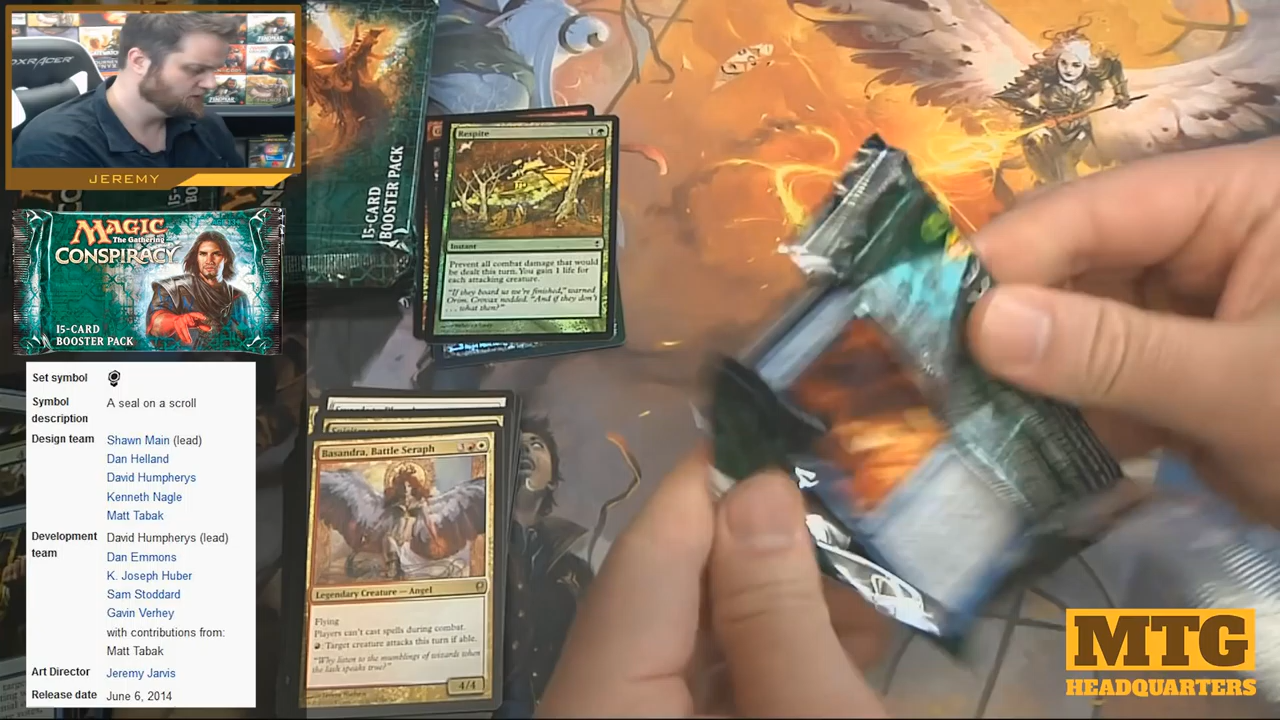 DXRACER
JEREMY
MAGIC
The Gathering
CONSPIRACY
15-CARD
BOOSTER PACK
Set symbol
Symbol description
A seal on a scroll
Design team
Shawn Main (lead)
Dan Helland
David Humpherys
Kenneth Nagle
Matt Tabak
Development team
David Humpherys (lead)
Dan Emmons
K. Joseph Huber
Sam Stoddard
Gavin Verhey
with contributions from:
Matt Tabak
Art Director
Jeremy Jarvis
Release date
June 6, 2014
15-CARD
BOOSTER PACK
Respite
1
Instant
Prevent all combat damage that would
be dealt this turn. You gain 1 life for
each attacking creature.
"If they board us we're finished," warned
Orim. Crovax nodded. "And if they don't
. . . what then?"
Basandra, Battle Seraph
3
Legendary Creature — Angel
Flying
Players can't cast spells during combat.
: Target creature attacks this turn if able.
"Why listen to the mumblings of wizards when
the lash speaks true?"
4/4
MTG
HEADQUARTERS